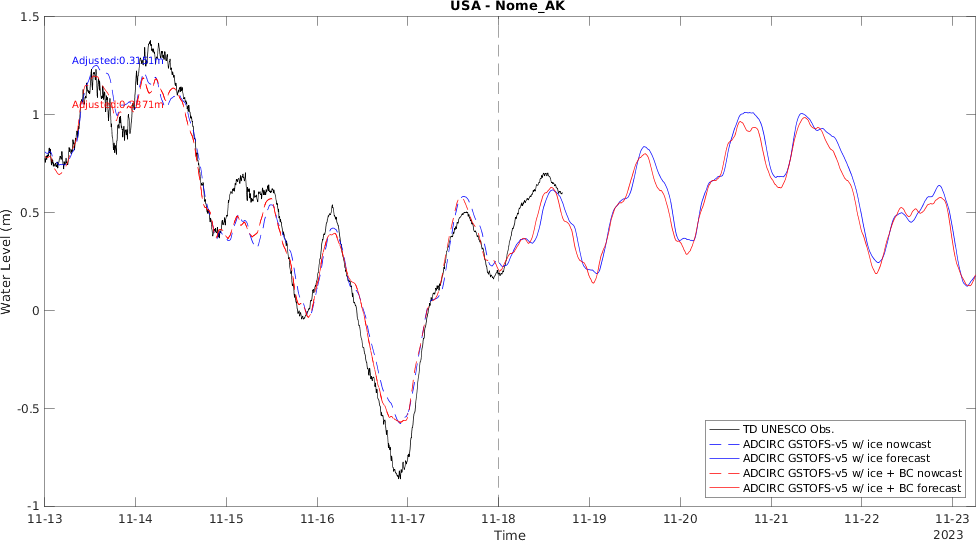 USA - Nome_AK
1.5
1
0.5
0
-0.5
-1
Water Level (m)
TD UNESCO Obs.
ADCIRC GSTOFS-v5 w/ ice nowcast
ADCIRC GSTOFS-v5 w/ ice forecast
ADCIRC GSTOFS-v5 w/ ice + BC nowcast
ADCIRC GSTOFS-v5 w/ ice + BC forecast
11-13 11-14 11-15 11-16 11-17 11-18 11-19 11-20 11-21 11-22 11-23
Time
2023